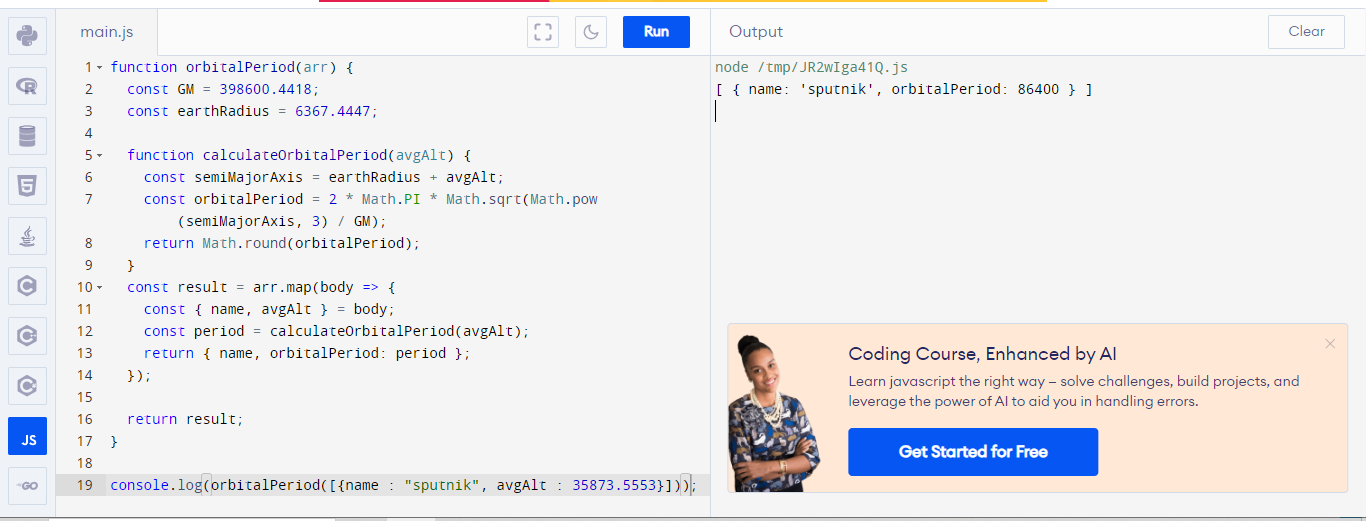 main.js
Run
1 function orbitalPeriod(arr) {
2 const GM = 398600.4418;
3 const earthRadius = 6367.4447;
4
5 function calculateOrbitalPeriod(avgAlt) {
6 const semiMajorAxis = earthRadius + avgAlt;
7 const orbitalPeriod = 2 * Math.PI * Math.sqrt(Math.pow
(semiMajorAxis, 3) / GM);
8 return Math.round(orbitalPeriod);
9 }
10 const result = arr.map(body => {
11 const { name, avgAlt } = body;
12 const period = calculateOrbitalPeriod(avgAlt);
13 return { name, orbitalPeriod: period };
14 });
15
16 return result;
17 }
18
19 console.log(orbitalPeriod([{name : "sputnik", avgAlt : 35873.5553}]));
R
5
C
C
C
JS
GO
Output
Clear
node /tmp/JR2wIga41Q.js
[ { name: 'sputnik', orbitalPeriod: 86400 } ]
Coding Course, Enhanced by AI
Learn javascript the right way – solve challenges, build projects, and
leverage the power of AI to aid you in handling errors.
Get Started for Free